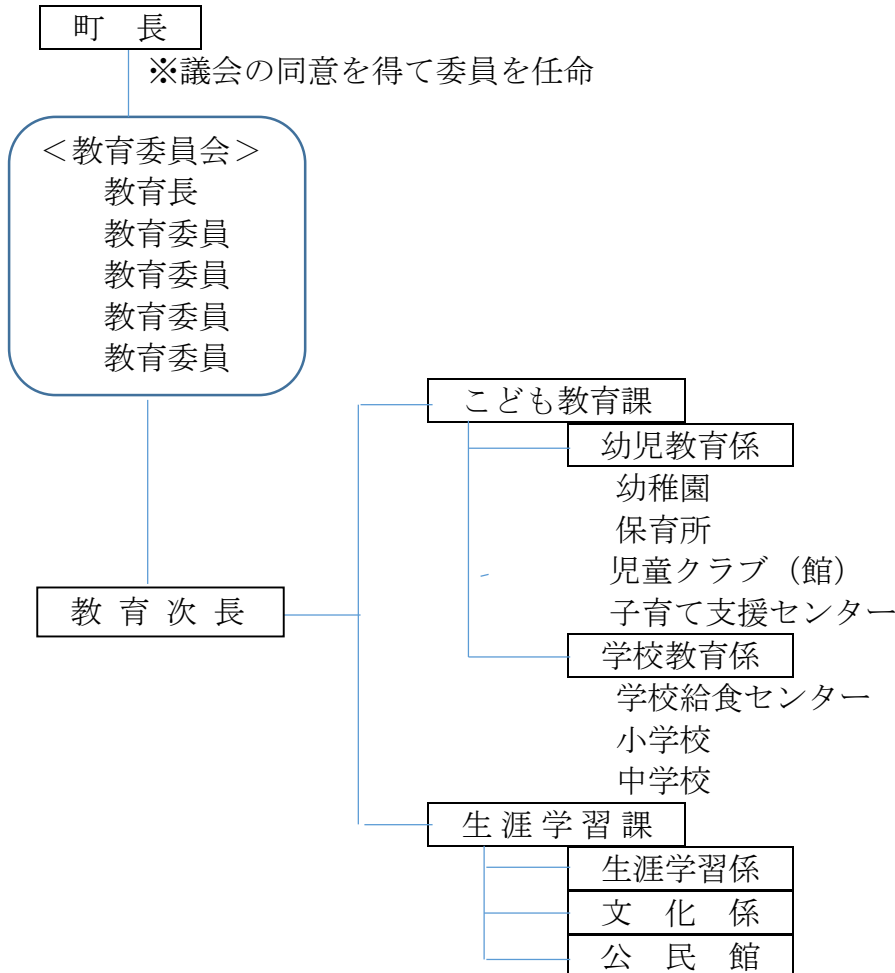 町　長
※議会の同意を得て委員を任命
＜教育委員会＞
教育長
教育委員
教育委員
教育委員
教育委員
こども教育課
幼児教育係
幼稚園
保育所
児童クラブ（館）
子育て支援センター
教 育 次 長
学校教育係
学校給食センター
小学校
中学校
生 涯 学 習 課
生涯学習係
文　化　係
公　民　館